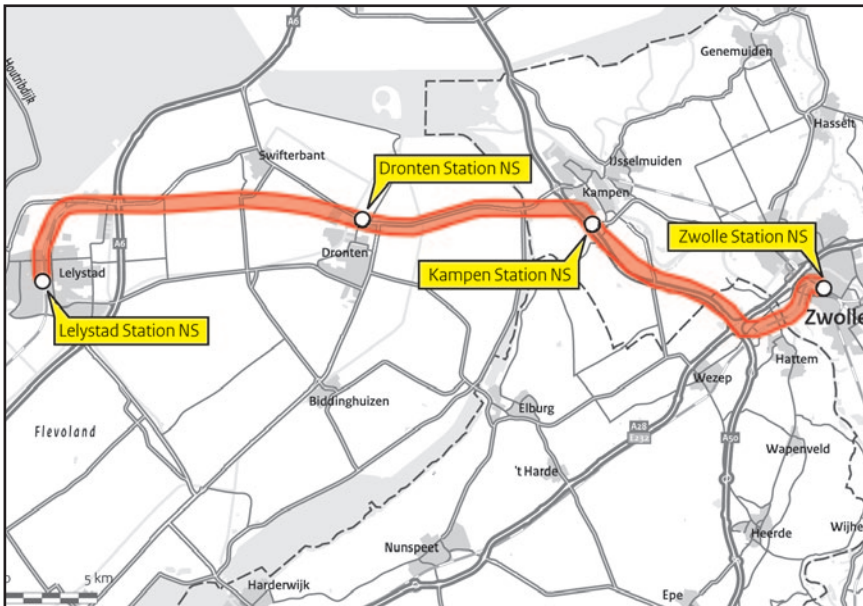 A6
Houtribdijk
Genemuiden
Hasselt
Swifterbant
Dronten Station NS
IJsselmuiden
Kampen
Zwolle Station NS
A6
Lelystad
Dronten
Kampen Station NS
Lelystad Station NS
Zwolle
Hattem
Wezep
Biddinghuizen
Elburg
Flevoland
A28
E232
A50
Wapenveld
't Harde
Nunspeet
Heerde
Wijhe
5 km
Harderwijk
Epe